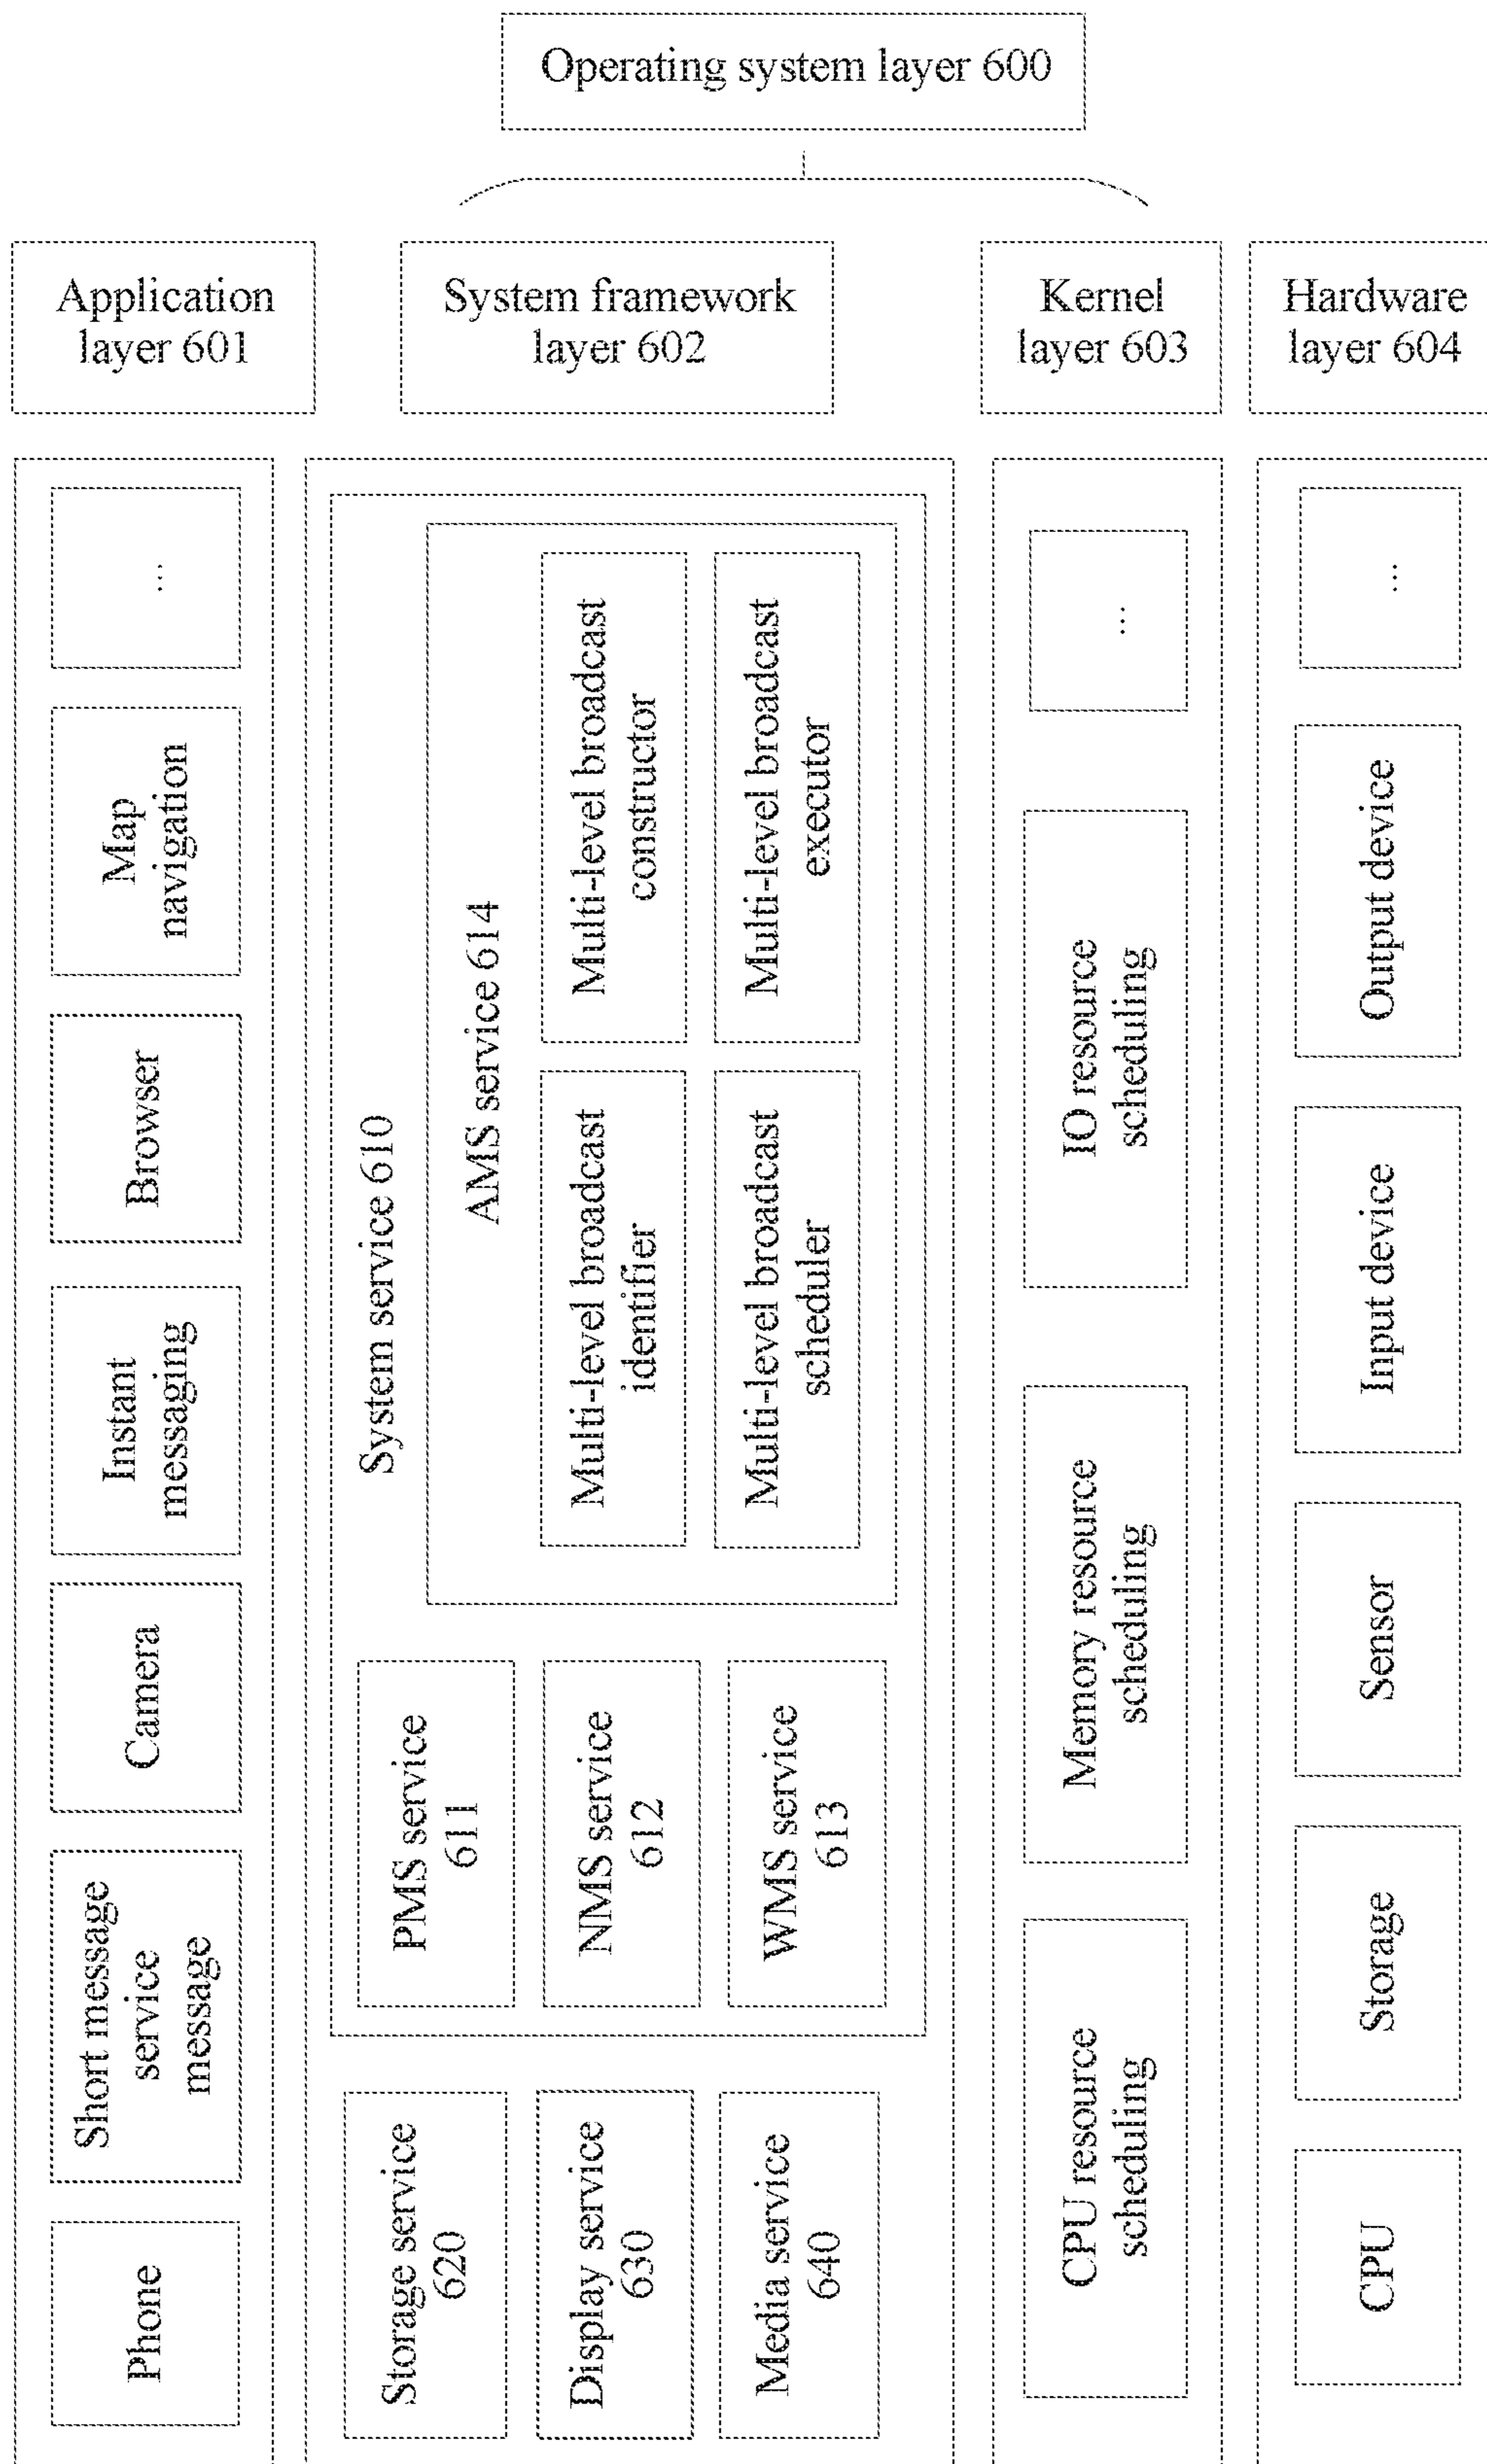 Operating system layer 600
Application
layer 601
System framework
layer 602
Kernel
layer 603
Hardware
layer 604
Phone
Short message
service
message
Camera
Instant
messaging
Browser
Map
navigation
...
Storage service
620
Display service
630
Media service
640
System service 610
PMS service
611
NMS service
612
WMS service
613
AMS service 614
Multi-level broadcast
identifier
Multi-level broadcast
constructor
Multi-level broadcast
scheduler
Multi-level broadcast
executor
CPU resource
scheduling
Memory resource
scheduling
IO resource
scheduling
...
CPU
Storage
Sensor
Input device
Output device
...